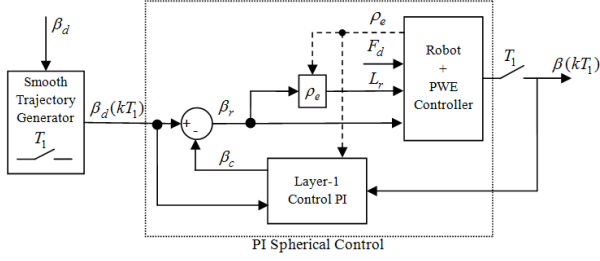 β_d
Smooth
Trajectory
Generator
T_1
β_d(kT_1)
+
-
β_r
β_c
ρ_e
ρ_e
F_d
L_r
Robot
+
PWE
Controller
T_1
β(kT_1)
Layer-1
Control PI
PI Spherical Control